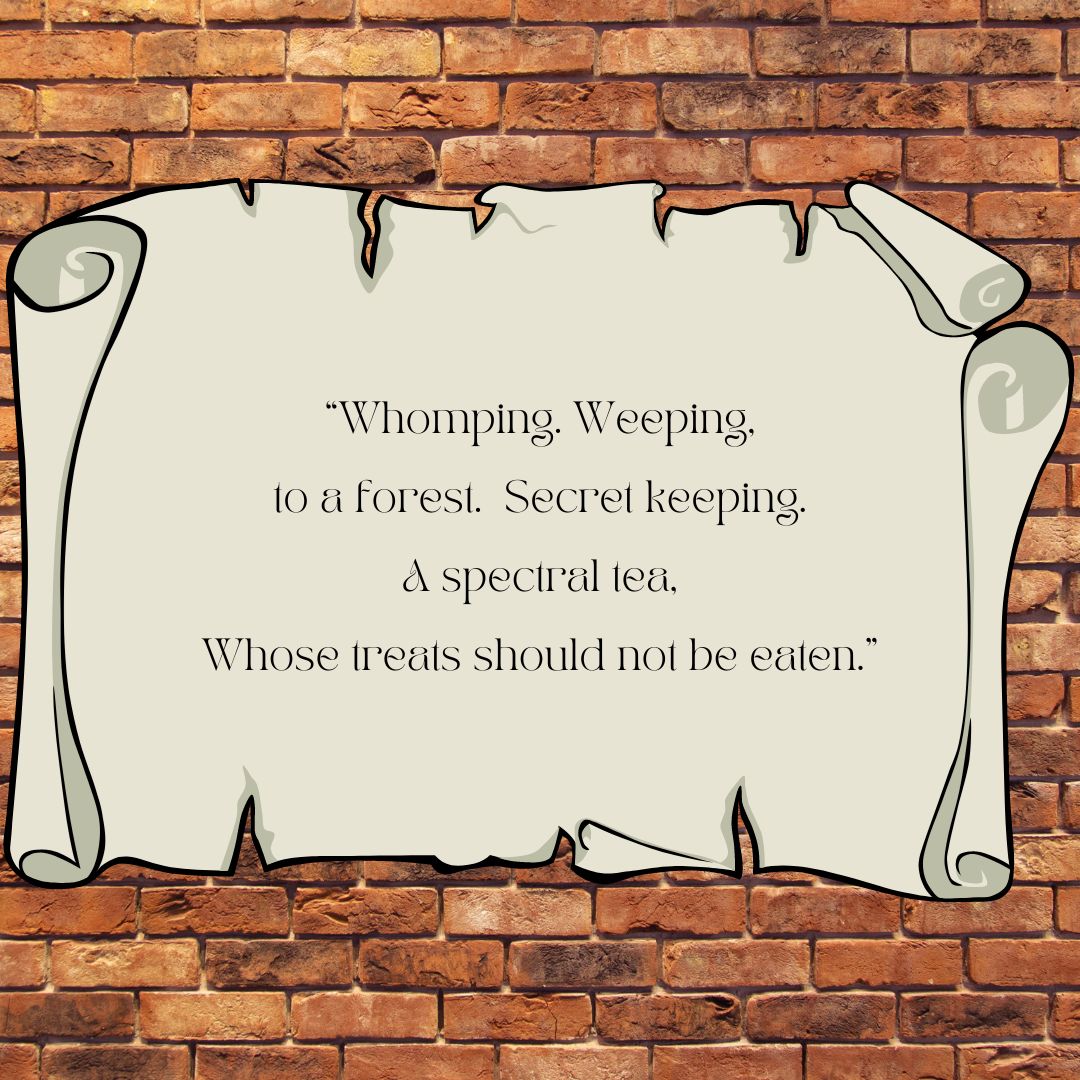 “Whomping. Weeping,
to a forest.  Secret keeping.
A spectral tea,
Whose treats should not be eaten.”